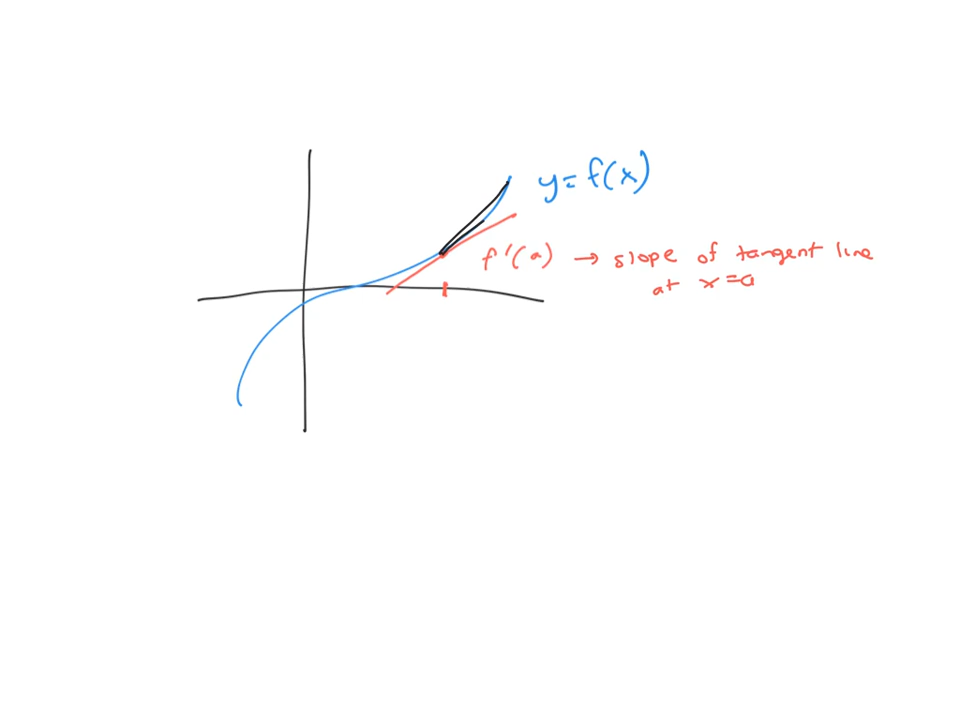 y=f(x)
f'(a) → slope of tangent line
at x=a